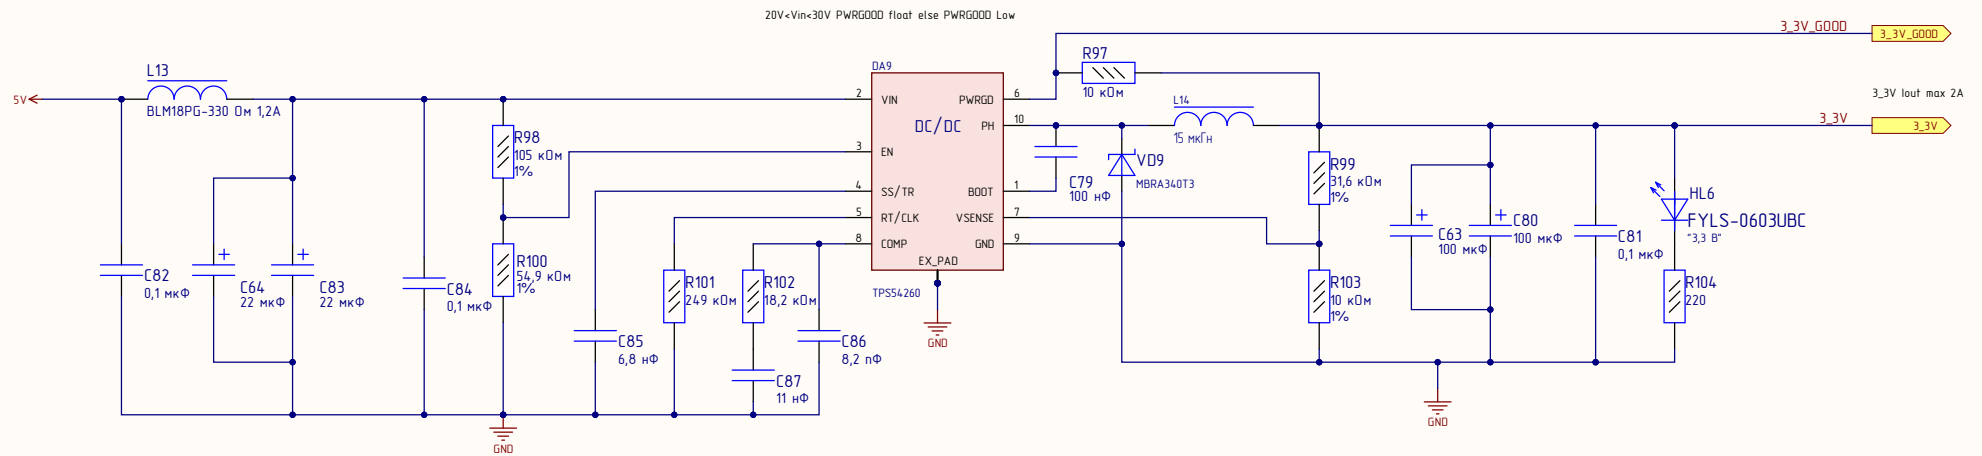 20V<Vin<30V PWRGOOD float else PWRGOOD Low
3_3V_GOOD
3_3V_GOOD
R97
10 кОм
L13
BLM18PG-330 Ом 1,2А
5V
DA9
2 VIN
PWRGD 6
DC/DC
PH 10
3 EN
4 SS/TR
BOOT 1
5 RT/CLK
VSENSE 7
8 COMP
GND 9
EX_PAD
TPS54260
GND
L14
15 мкГн
3_3V Iout max 2A
3_3V
3_3V
R98
105 кОм
1%
C79
100 нФ
VD9
MBRA340T3
R99
31,6 кОм
1%
HL6
FYLS-0603UBC
"3,3 В"
C63
100 мкФ
C80
100 мкФ
C81
0,1 мкФ
R100
54,9 кОм
1%
C82
0,1 мкФ
C64
22 мкФ
C83
22 мкФ
C84
0,1 мкФ
R101
249 кОм
R102
18,2 кОм
R103
10 кОм
1%
R104
220
C85
6,8 нФ
C86
8,2 пФ
C87
11 нФ
GND
GND